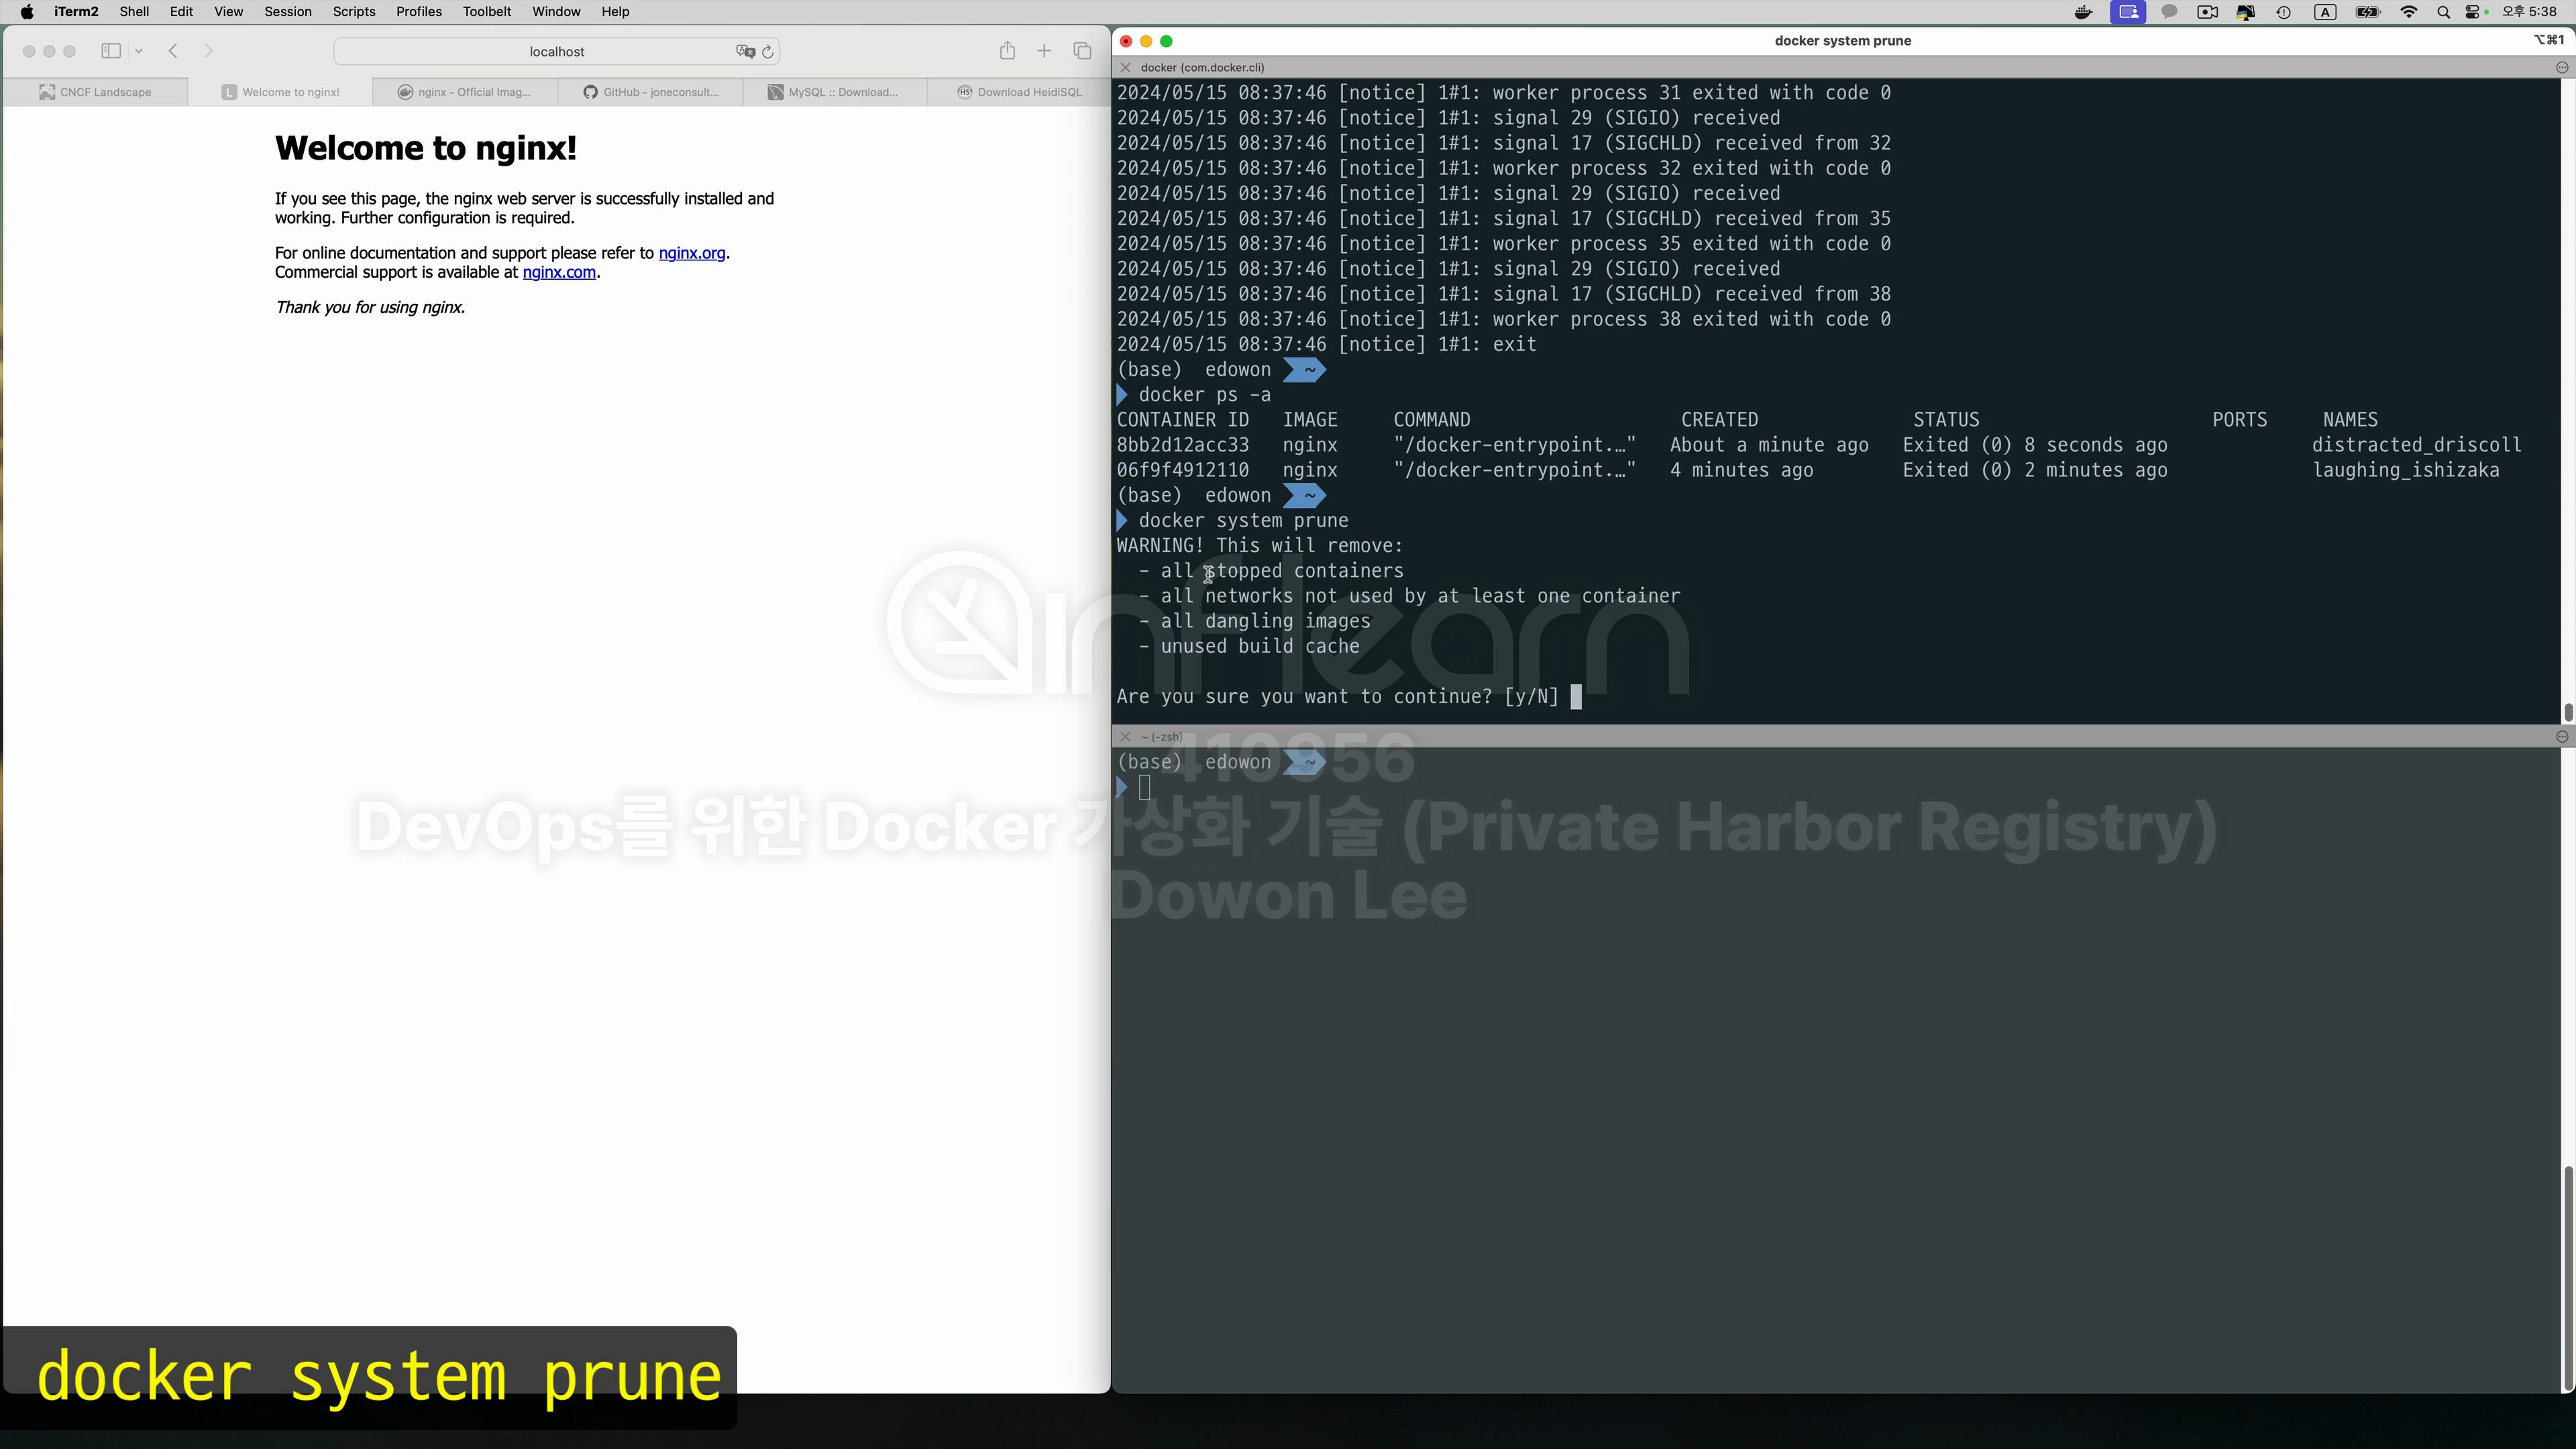 iTerm2 Shell Edit View Session Scripts Profiles Toolbelt Window Help
A 오후 5:38
localhost
CNCF Landscape
L Welcome to nginx!
nginx - Official Imag...
GitHub - joneconsult...
MySQL :: Download...
HS Download HeidiSQL
Welcome to nginx!
If you see this page, the nginx web server is successfully installed and
working. Further configuration is required.
For online documentation and support please refer to nginx.org.
Commercial support is available at nginx.com.
Thank you for using nginx.
docker system prune
⌥⌘1
docker (com.docker.cli)
2024/05/15 08:37:46 [notice] 1#1: worker process 31 exited with code 0
2024/05/15 08:37:46 [notice] 1#1: signal 29 (SIGIO) received
2024/05/15 08:37:46 [notice] 1#1: signal 17 (SIGCHLD) received from 32
2024/05/15 08:37:46 [notice] 1#1: worker process 32 exited with code 0
2024/05/15 08:37:46 [notice] 1#1: signal 29 (SIGIO) received
2024/05/15 08:37:46 [notice] 1#1: signal 17 (SIGCHLD) received from 35
2024/05/15 08:37:46 [notice] 1#1: worker process 35 exited with code 0
2024/05/15 08:37:46 [notice] 1#1: signal 29 (SIGIO) received
2024/05/15 08:37:46 [notice] 1#1: signal 17 (SIGCHLD) received from 38
2024/05/15 08:37:46 [notice] 1#1: worker process 38 exited with code 0
2024/05/15 08:37:46 [notice] 1#1: exit
(base) edowon ~
docker ps -a
CONTAINER ID IMAGE COMMAND CREATED STATUS PORTS NAMES
8bb2d12acc33 nginx "/docker-entrypoint.…" About a minute ago Exited (0) 8 seconds ago distracted_driscoll
06f9f4912110 nginx "/docker-entrypoint.…" 4 minutes ago Exited (0) 2 minutes ago laughing_ishizaka
(base) edowon ~
docker system prune
WARNING! This will remove:
- all stopped containers
- all networks not used by at least one container
- all dangling images
- unused build cache
Are you sure you want to continue? [y/N]
~ (-zsh)
(base) edowon ~
inflearn
410956
DevOps를 위한 Docker 가상화 기술 (Private Harbor Registry)
Dowon Lee
docker system prune